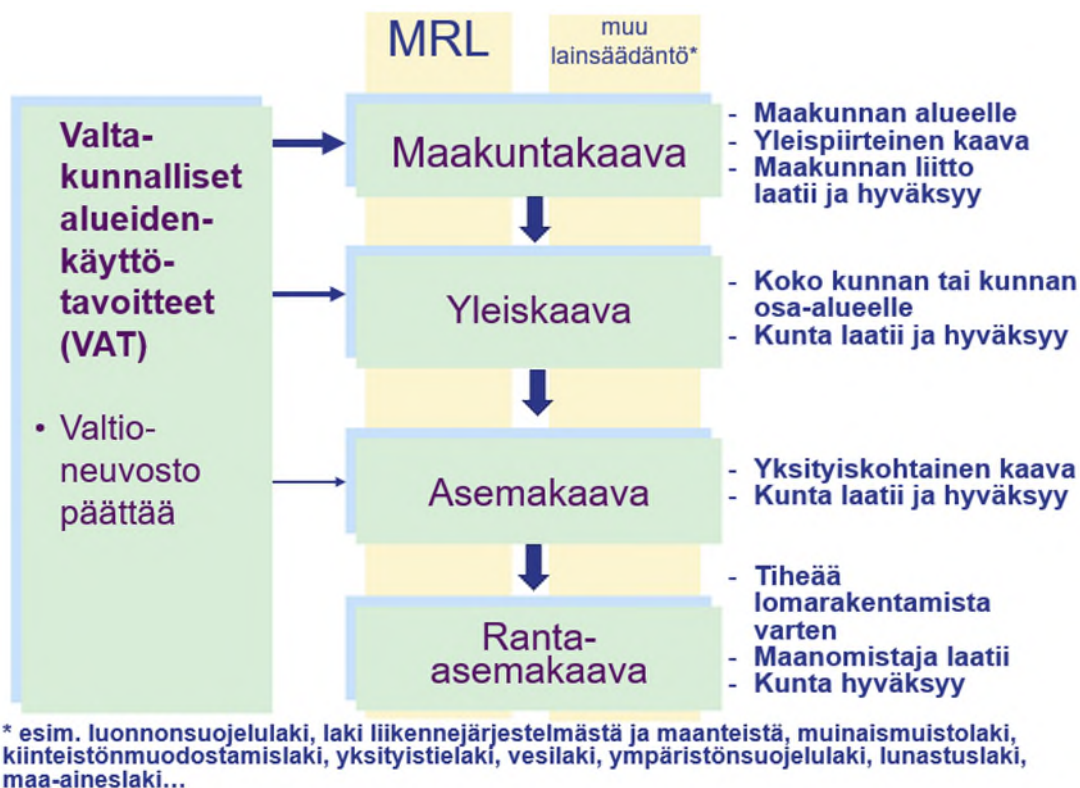 MRL
muu
lainsäädäntö*
Valta-
kunnalliset
alueiden-
käyttö-
tavoitteet
(VAT)
• Valtio-
neuvosto
päättää
Maakuntakaava
- Maakunnan alueelle
- Yleispiirteinen kaava
- Maakunnan liitto
laatii ja hyväksyy
Yleiskaava
- Koko kunnan tai kunnan
osa-alueelle
- Kunta laatii ja hyväksyy
Asemakaava
- Yksityiskohtainen kaava
- Kunta laatii ja hyväksyy
Ranta-
asemakaava
- Tiheää
lomarakentamista
varten
- Maanomistaja laatii
- Kunta hyväksyy
* esim. luonnonsuojelulaki, laki liikennejärjestelmästä ja maanteistä, muinaismuistolaki,
kiinteistönmuodostamislaki, yksityistielaki, vesilaki, ympäristönsuojelulaki, lunastuslaki,
maa-aineslaki…